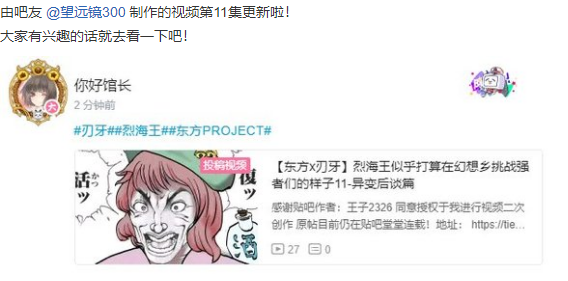 由吧友 @望远镜300 制作的视频第11集更新啦！
大家有兴趣的话就去看一下吧！
你好馆长
2 分钟前
#刃牙##烈海王##东方PROJECT#
投稿视频
【东方x刃牙】烈海王似乎打算在幻想乡挑战强
者们的样子11-异变后谈篇
感谢贴吧作者：王子2326 同意授权于我进行视频二次
创作 原帖目前仍在贴吧堂堂连载！地址： https://tie...
27
0
活
かつ
ッ
復
ふっ
ッ
酒
大